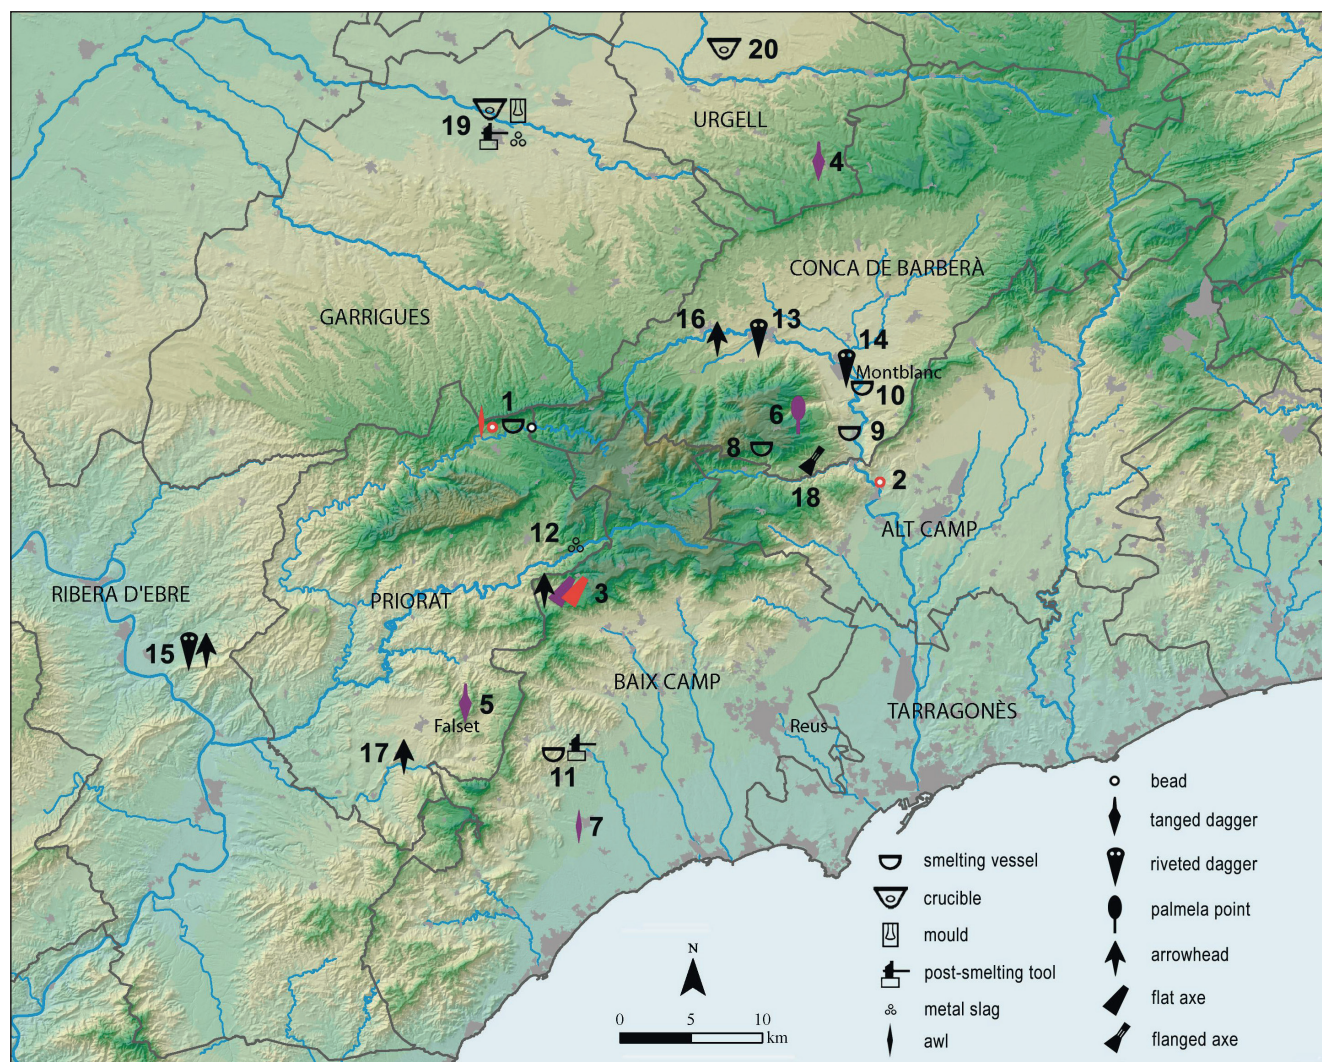 20
19
URGELL
4
CONCA DE BARBERÀ
GARRIGUES
16
13
14
Montblanc
10
1
6
9
8
18
2
ALT CAMP
12
RIBERA D'EBRE
PRIORAT
3
15
BAIX CAMP
5
Falset
TARRAGONÈS
Reus
17
11
7
bead
tanged dagger
smelting vessel
riveted dagger
crucible
palmela point
mould
arrowhead
post-smelting tool
flat axe
metal slag
flanged axe
awl
N
0 5 10
km